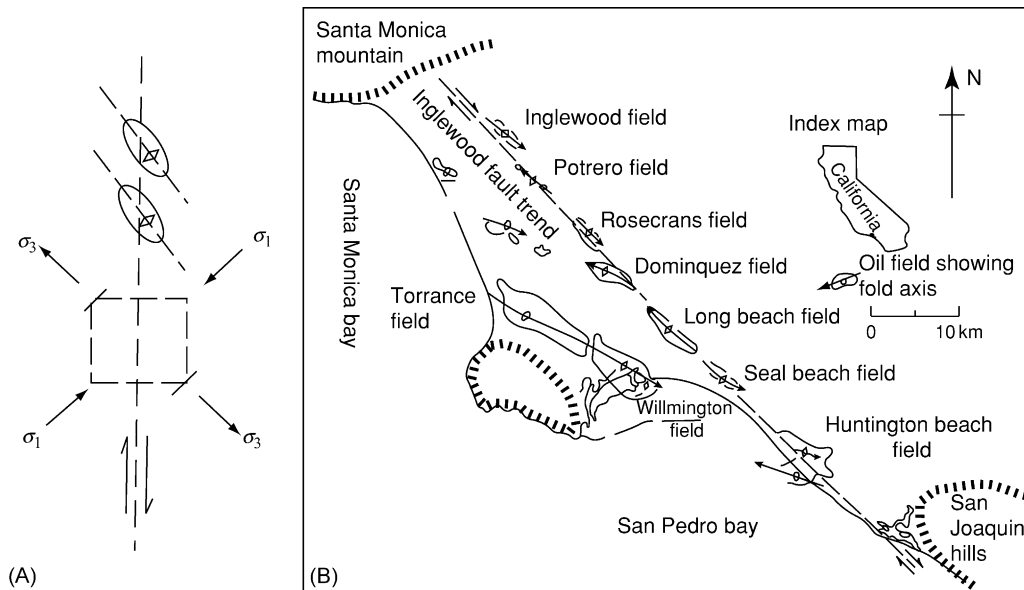 σ3
σ1
σ1
σ3
(A)
Santa Monica
mountain
Inglewood fault trend
Inglewood field
Potrero field
Rosecrans field
Dominquez field
Long beach field
Seal beach field
Huntington beach
field
Santa Monica bay
Torrance
field
Willmington
field
San Pedro bay
San
Joaquin
hills
N
Index map
California
Oil field showing
fold axis
0 10 km
(B)